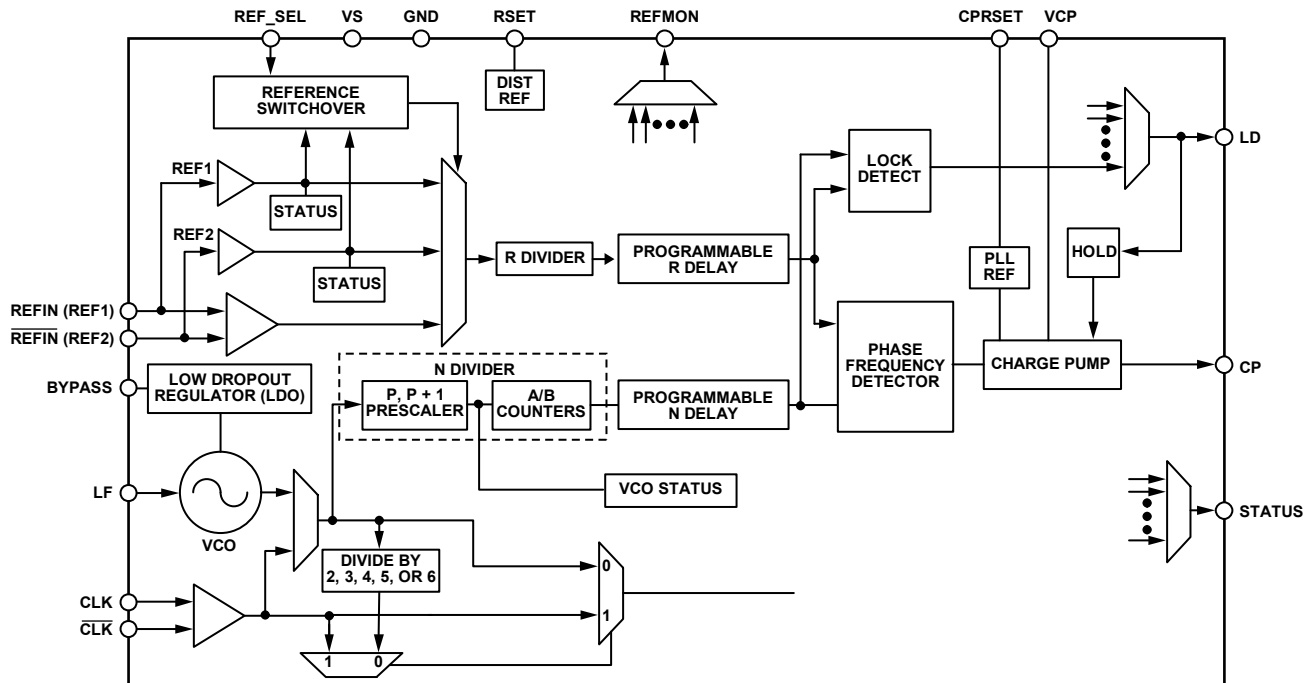 REF_SEL
VS
GND
RSET
REFMON
CPRSET
VCP
DIST
REF
REFERENCE
SWITCHOVER
REF1
STATUS
REF2
STATUS
R DIVIDER
PROGRAMMABLE
R DELAY
LOCK
DETECT
LD
HOLD
PLL
REF
REFIN (REF1)
REFIN (REF2)
BYPASS
LOW DROPOUT
REGULATOR (LDO)
N DIVIDER
P, P + 1
PRESCALER
A/B
COUNTERS
PROGRAMMABLE
N DELAY
PHASE
FREQUENCY
DETECTOR
CHARGE PUMP
CP
LF
VCO
VCO STATUS
STATUS
DIVIDE BY
2, 3, 4, 5, OR 6
0
1
CLK
CLK
1
0